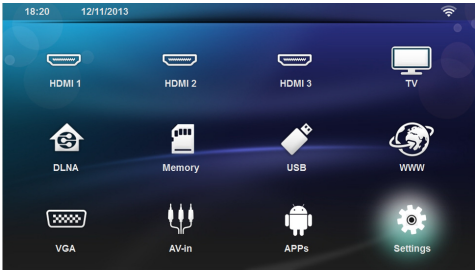 18:20 12/11/2013
HDMI 1 HDMI 2 HDMI 3 TV
DLNA Memory USB WWW
VGA AV-in APPs Settings